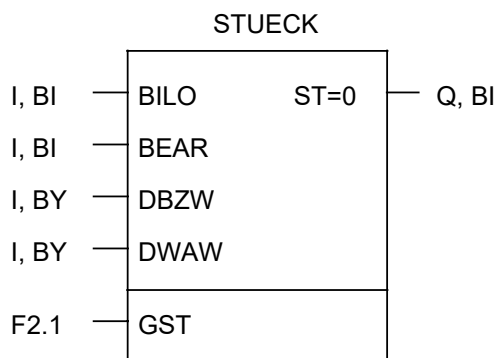 STUECK
I, BI BILO ST=0 Q, BI
I, BI BEAR
I, BY DBZW
I, BY DWAW
F2.1 GST